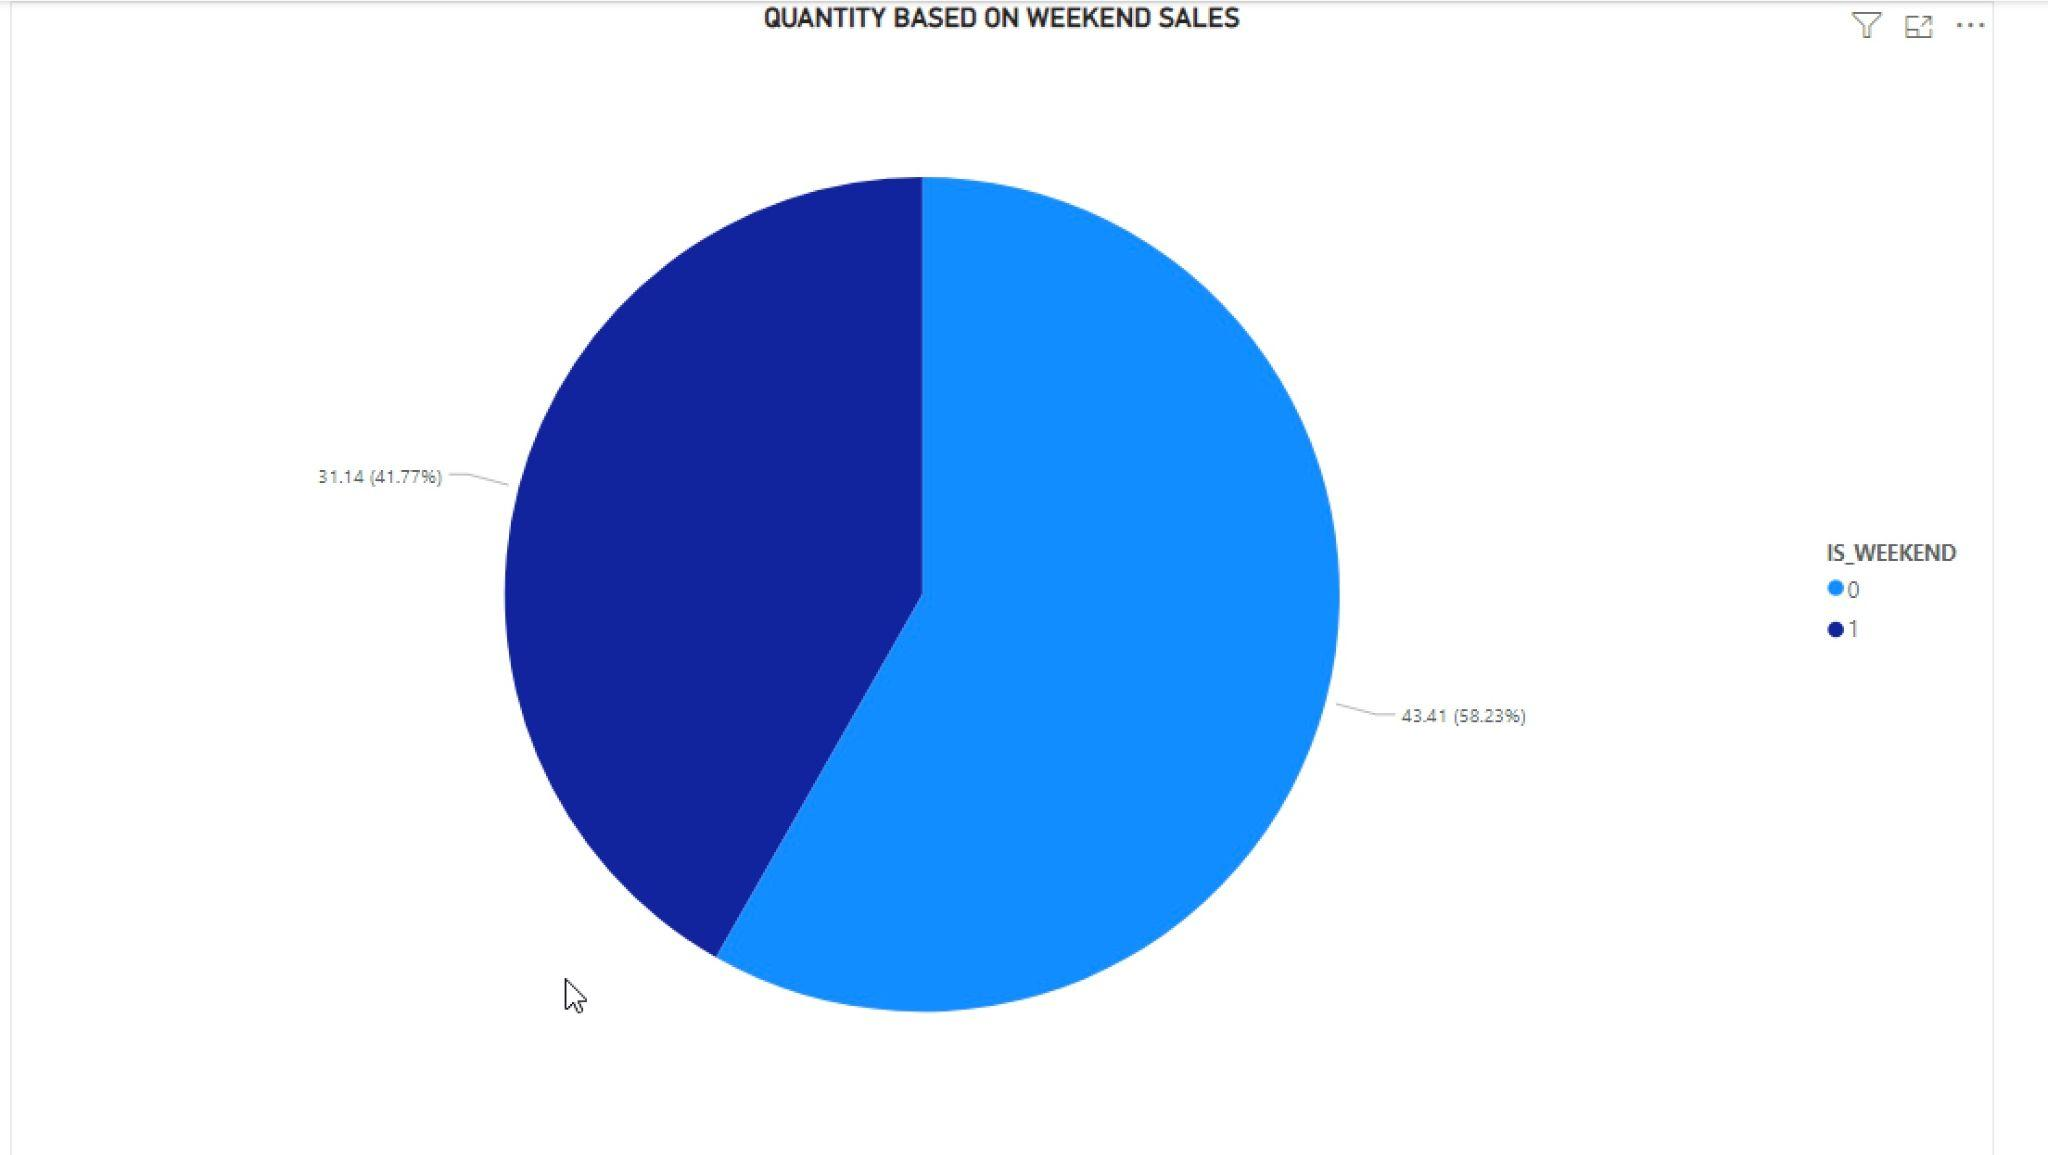 QUANTITY BASED ON WEEKEND SALES
31.14 (41.77%)
IS_WEEKEND
0
1
43.41 (58.23%)